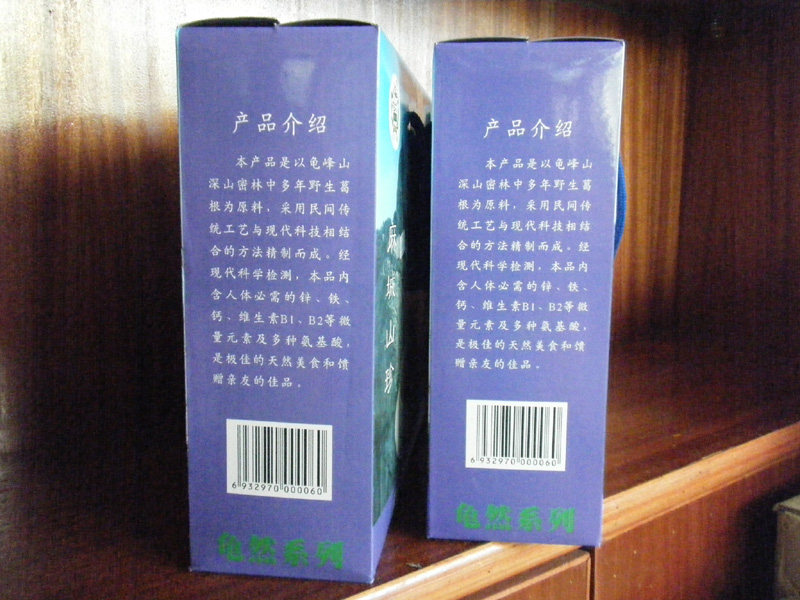 产品介绍
本产品是以龟峰山
深山密林中多年野生葛
根为原料，采用民间传
统工艺与现代科技相结
合的方法精制而成。经
现代科学检测，本品内
含人体必需的锌、铁、
钙、维生素B1、B2等微
量元素及多种氨基酸，
是极佳的天然美食和馈
赠亲友的佳品。
6 932970 000060
龟然系列
麻城山珍
产品介绍
本产品是以龟峰山
深山密林中多年野生葛
根为原料，采用民间传
统工艺与现代科技相结
合的方法精制而成。经
现代科学检测，本品内
含人体必需的锌、铁、
钙、维生素B1、B2等微
量元素及多种氨基酸，
是极佳的天然美食和馈
赠亲友的佳品。
6 932970 000060
龟然系列